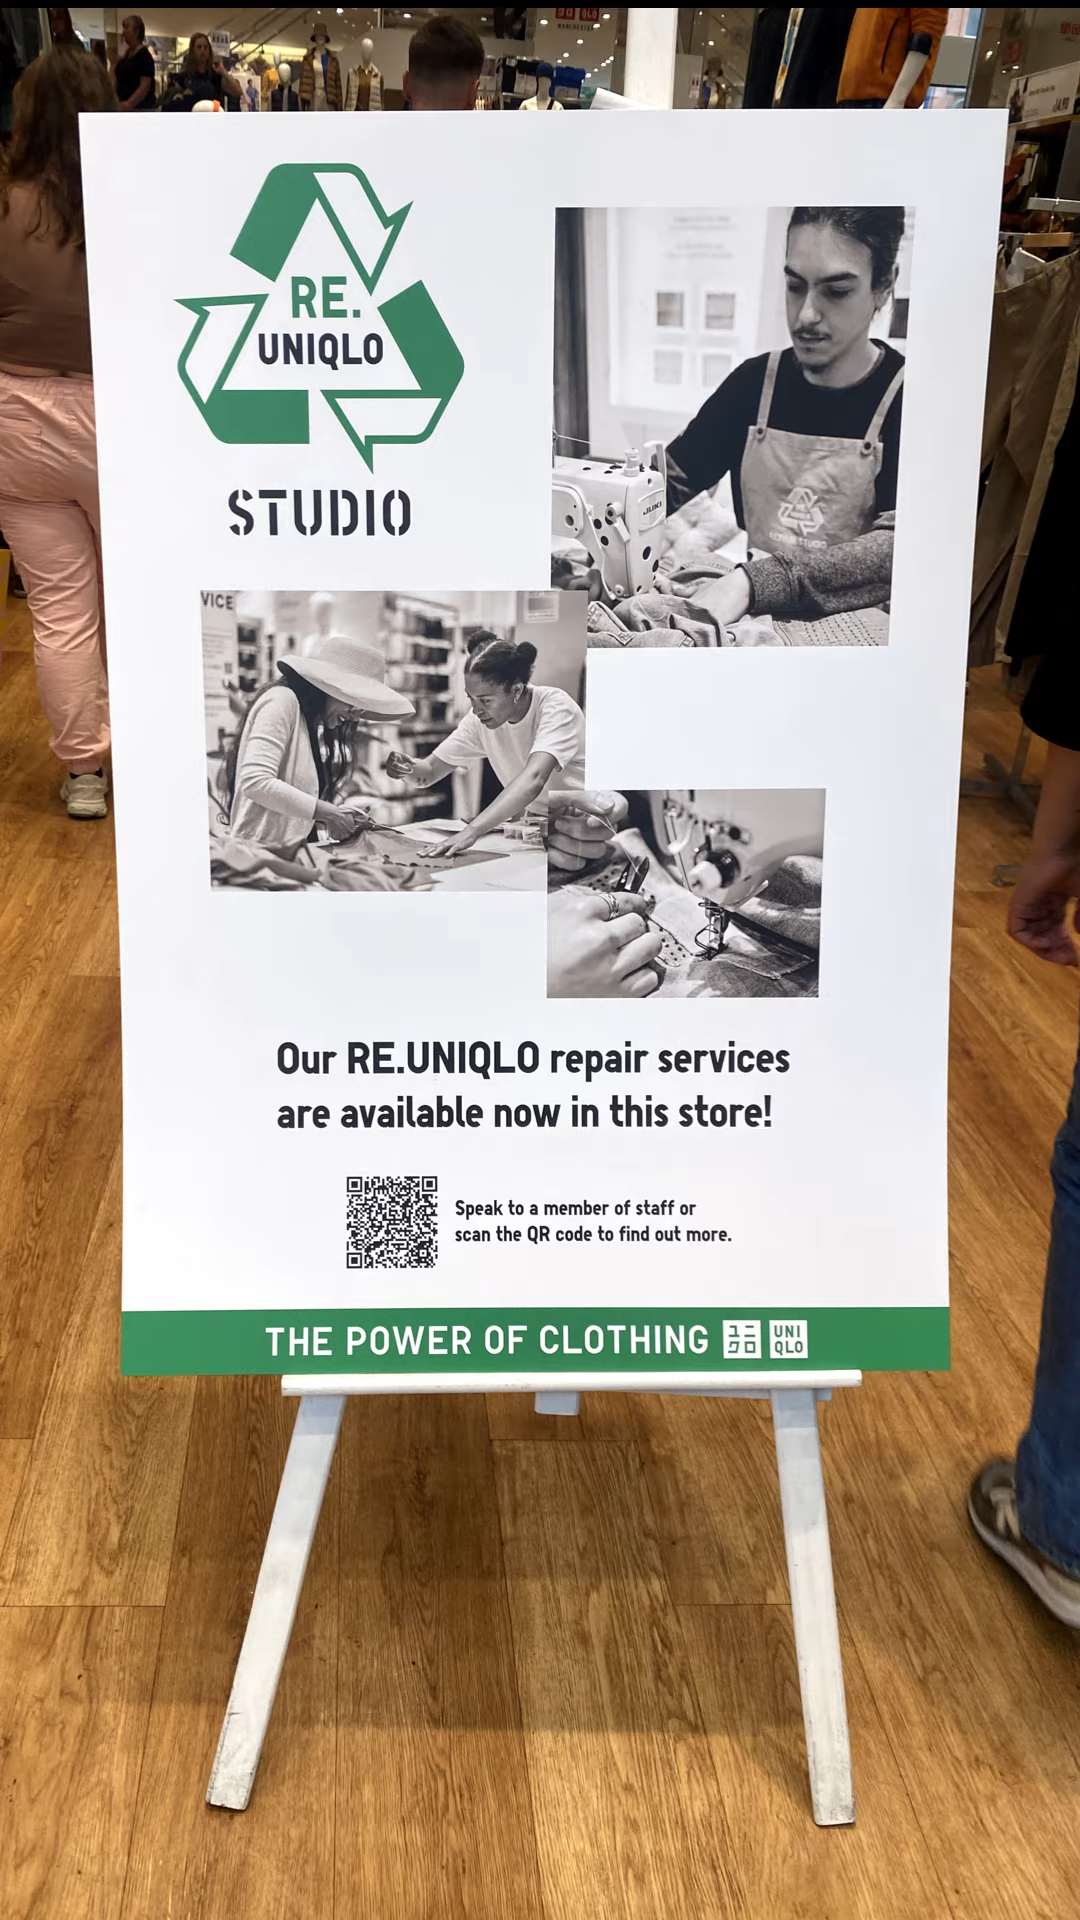 RE.
UNIQLO
STUDIO
JUKI
VICE
Our RE.UNIQLO repair services
are available now in this store!
Speak to a member of staff or
scan the QR code to find out more.
THE POWER OF CLOTHING
ユニ
クロ
UNI
QLO